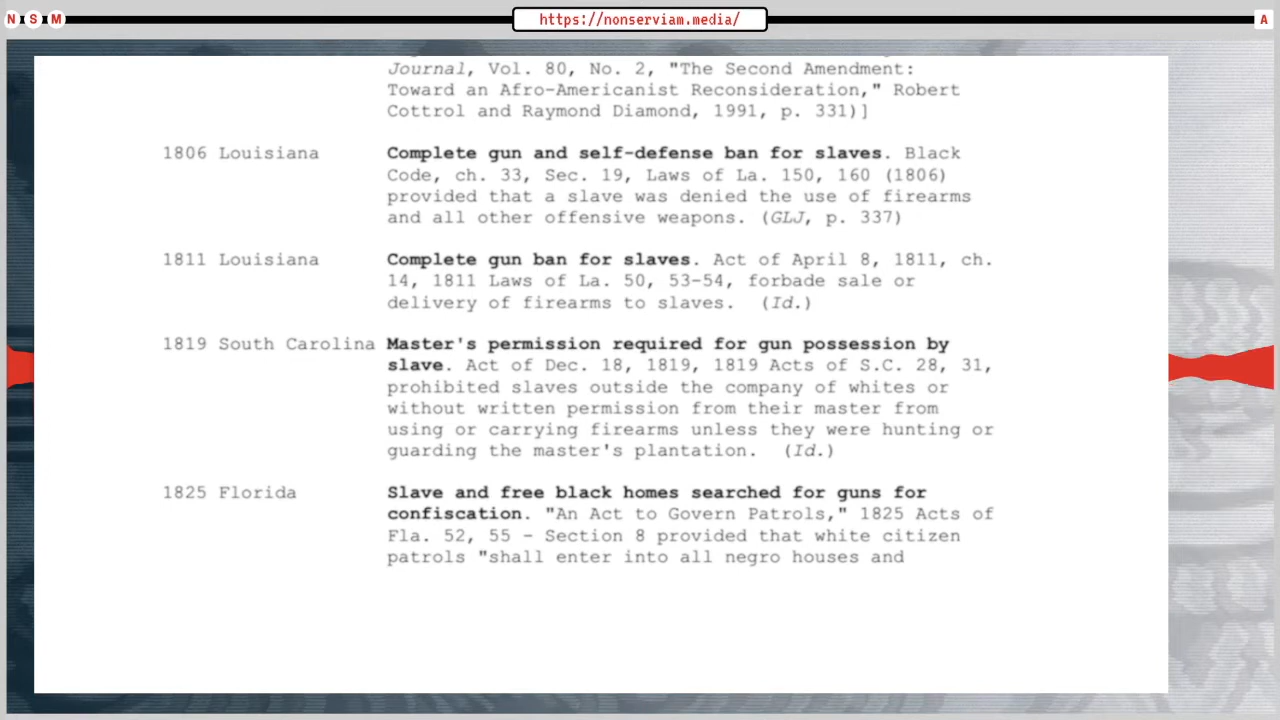 N S M
https://nonserviam.media/
A
Journal, Vol. 80, No. 2, "The Second Amendment:
Toward an Afro-Americanist Reconsideration," Robert
Cottrol and Raymond Diamond, 1991, p. 331)]
1806 Louisiana Complete gun and self-defense ban for slaves. Black
Code, ch. 33, Sec. 19, Laws of La. 150, 160 (1806)
provided that a slave was denied the use of firearms
and all other offensive weapons. (GLJ, p. 337)
1811 Louisiana Complete gun ban for slaves. Act of April 8, 1811, ch.
14, 1811 Laws of La. 50, 53-54, forbade sale or
delivery of firearms to slaves. (Id.)
1819 South Carolina Master's permission required for gun possession by
slave. Act of Dec. 18, 1819, 1819 Acts of S.C. 28, 31,
prohibited slaves outside the company of whites or
without written permission from their master from
using or carrying firearms unless they were hunting or
guarding the master's plantation. (Id.)
1825 Florida Slave and free black homes searched for guns for
confiscation. "An Act to Govern Patrols," 1825 Acts of
Fla. 52, 55 - Section 8 provided that white citizen
patrols "shall enter into all negro houses and